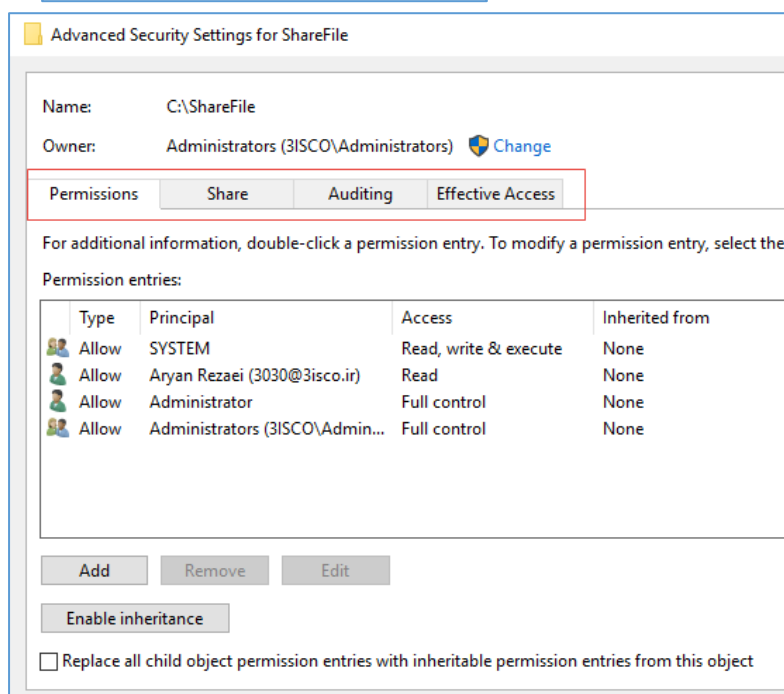 Advanced Security Settings for ShareFile
Name: C:\ShareFile
Owner: Administrators (3ISCO\Administrators) Change
Permissions Share Auditing Effective Access
For additional information, double-click a permission entry. To modify a permission entry, select the
Permission entries:
Type Principal Access Inherited from
Allow SYSTEM Read, write & execute None
Allow Aryan Rezaei (3030@3isco.ir) Read None
Allow Administrator Full control None
Allow Administrators (3ISCO\Admin... Full control None
Add Remove Edit
Enable inheritance
Replace all child object permission entries with inheritable permission entries from this object